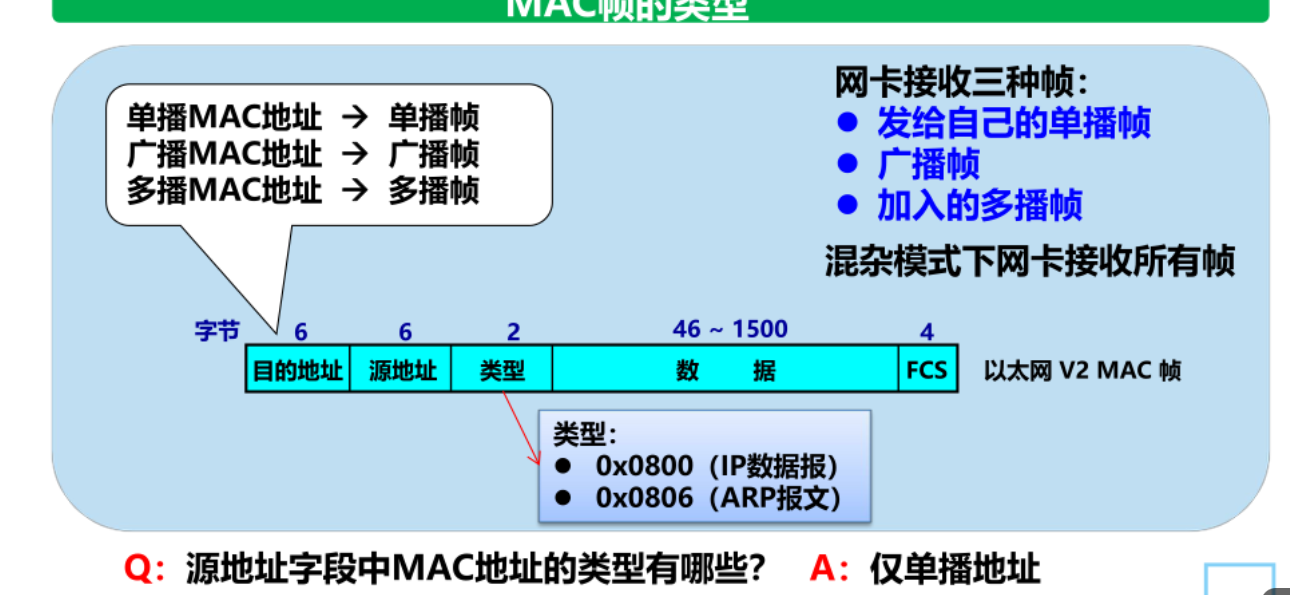 MAC帧的类型
单播MAC地址 → 单播帧
广播MAC地址 → 广播帧
多播MAC地址 → 多播帧
网卡接收三种帧：
● 发给自己的单播帧
● 广播帧
● 加入的多播帧
混杂模式下网卡接收所有帧
字节 6 6 2 46 ~ 1500 4
目的地址 源地址 类型 数 据 FCS 以太网 V2 MAC 帧
类型：
● 0x0800（IP数据报）
● 0x0806（ARP报文）
Q：源地址字段中MAC地址的类型有哪些？ A：仅单播地址